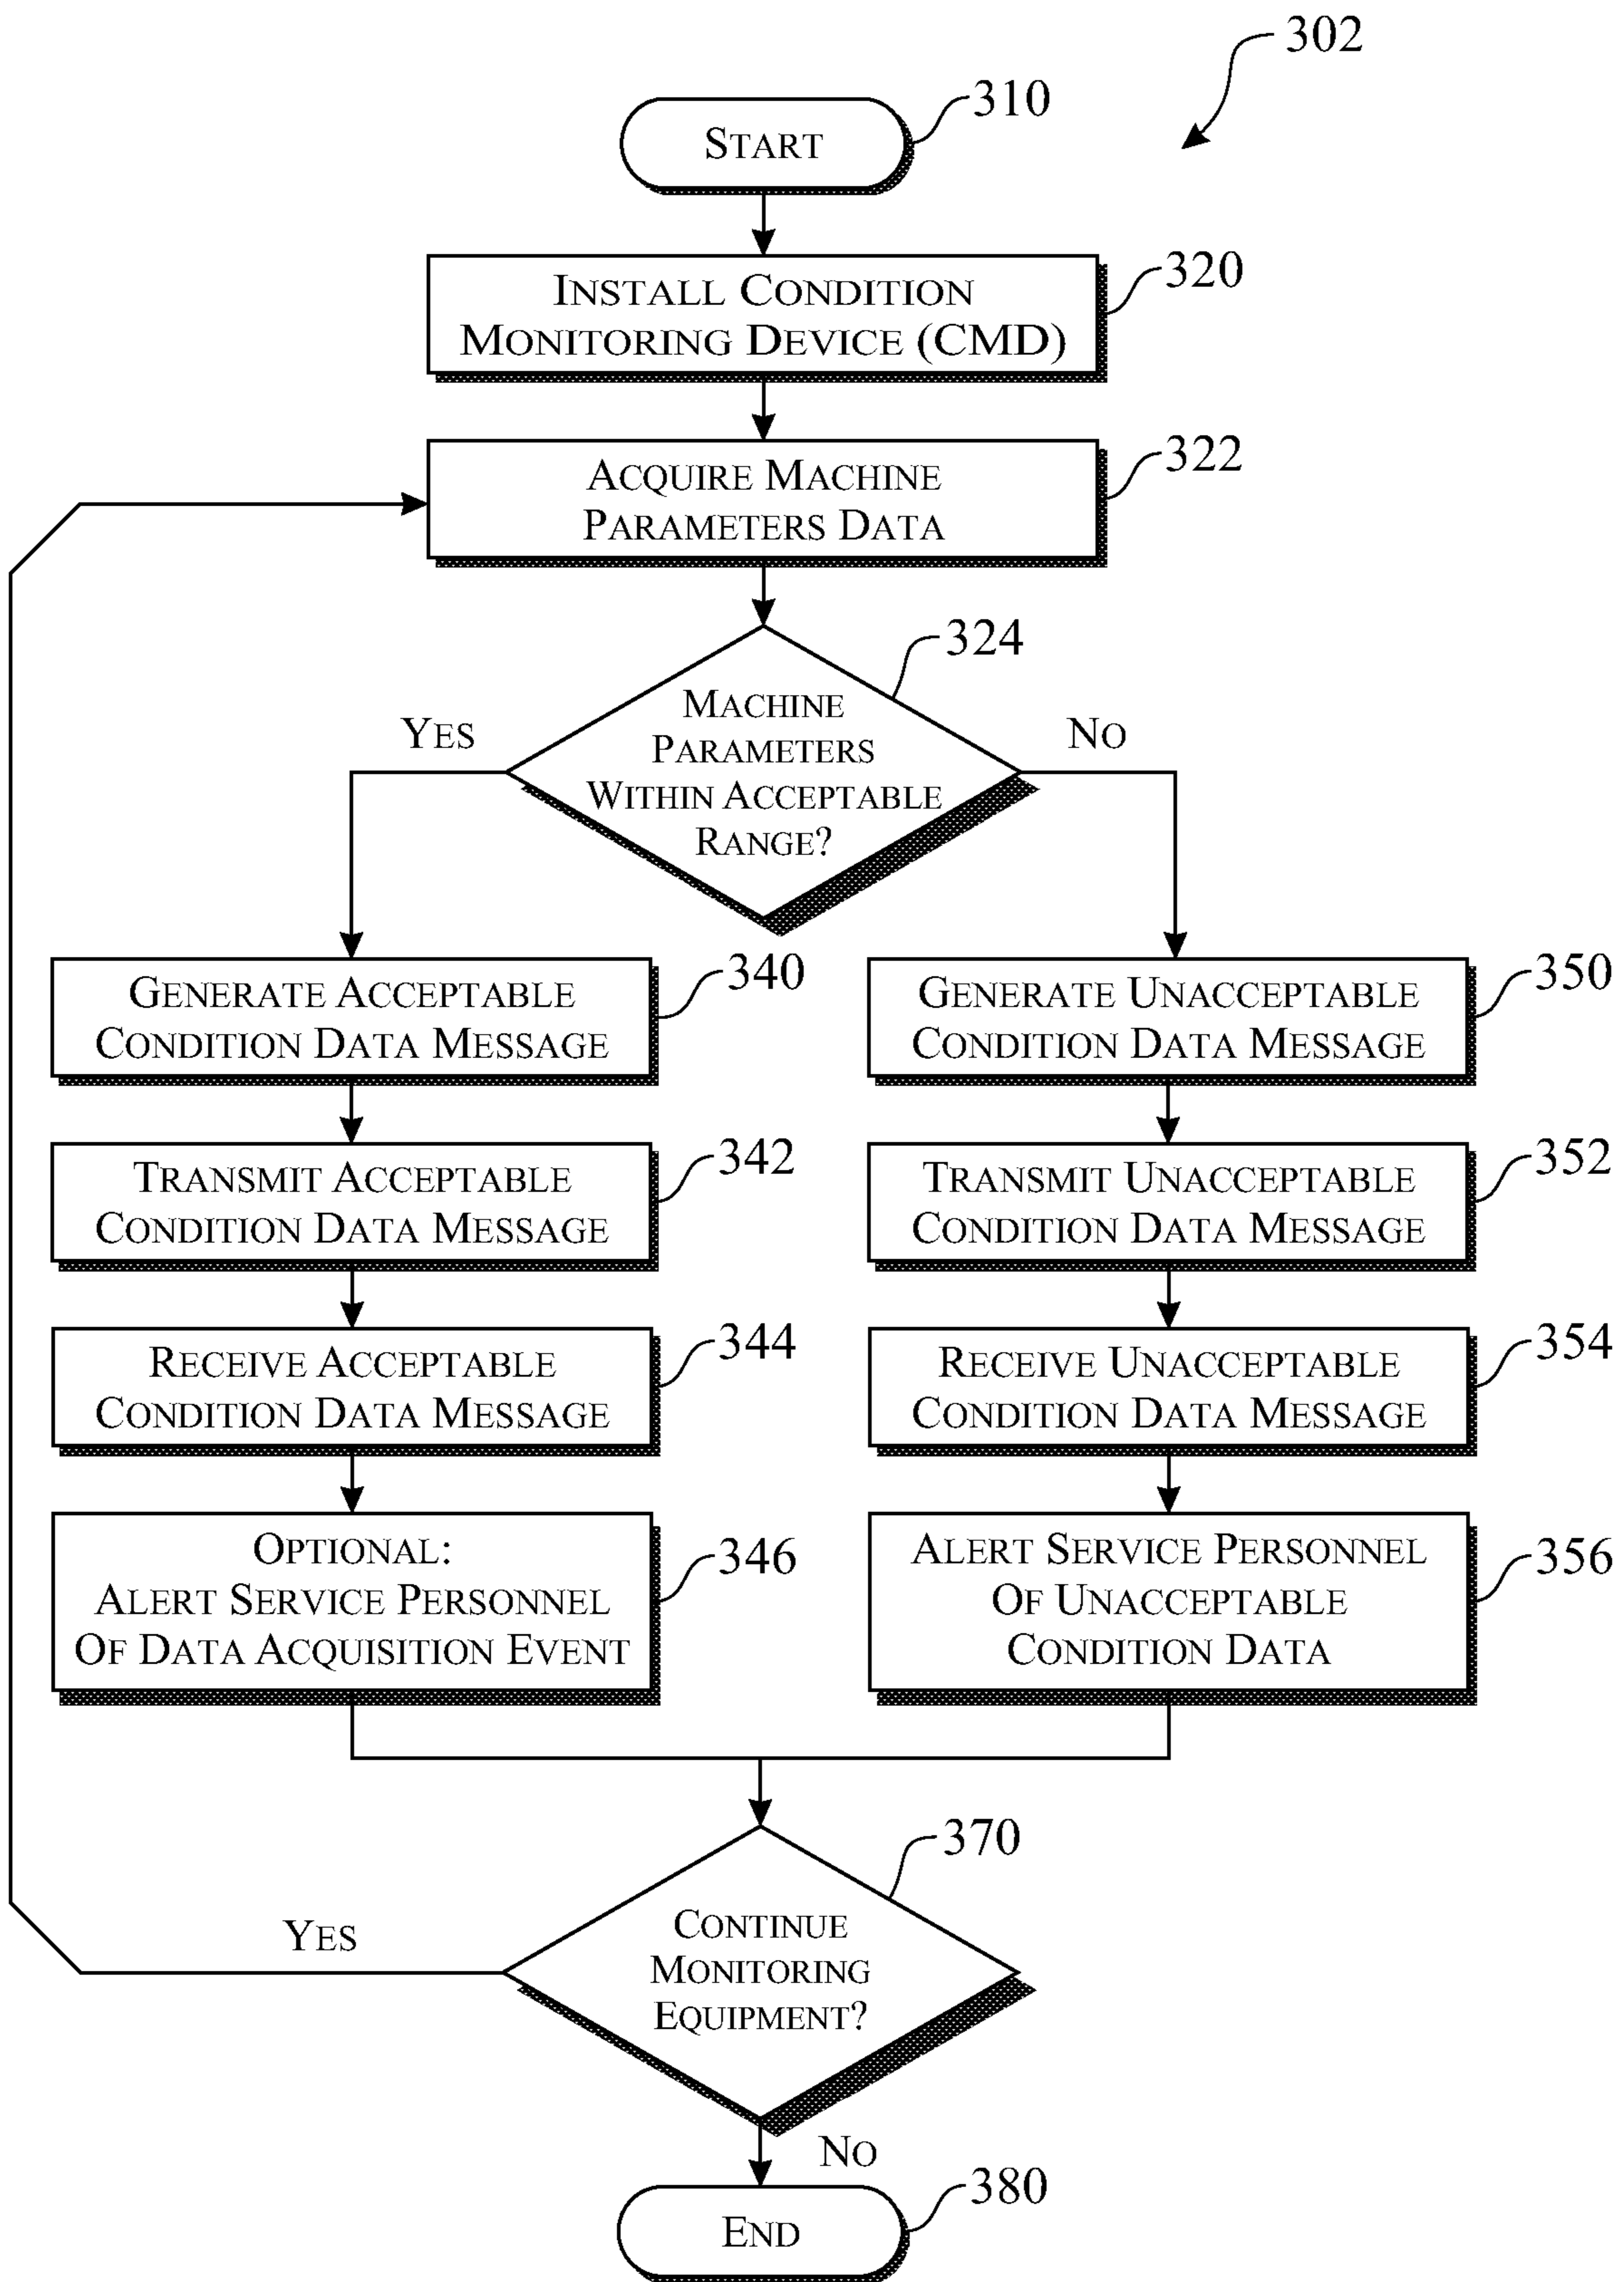 302
START
310
INSTALL CONDITION
MONITORING DEVICE (CMD)
320
ACQUIRE MACHINE
PARAMETERS DATA
322
MACHINE
PARAMETERS
WITHIN ACCEPTABLE
RANGE?
324
YES
NO
GENERATE ACCEPTABLE
CONDITION DATA MESSAGE
340
GENERATE UNACCEPTABLE
CONDITION DATA MESSAGE
350
TRANSMIT ACCEPTABLE
CONDITION DATA MESSAGE
342
TRANSMIT UNACCEPTABLE
CONDITION DATA MESSAGE
352
RECEIVE ACCEPTABLE
CONDITION DATA MESSAGE
344
RECEIVE UNACCEPTABLE
CONDITION DATA MESSAGE
354
OPTIONAL:
ALERT SERVICE PERSONNEL
OF DATA ACQUISITION EVENT
346
ALERT SERVICE PERSONNEL
OF UNACCEPTABLE
CONDITION DATA
356
CONTINUE
MONITORING
EQUIPMENT?
370
YES
NO
END
380